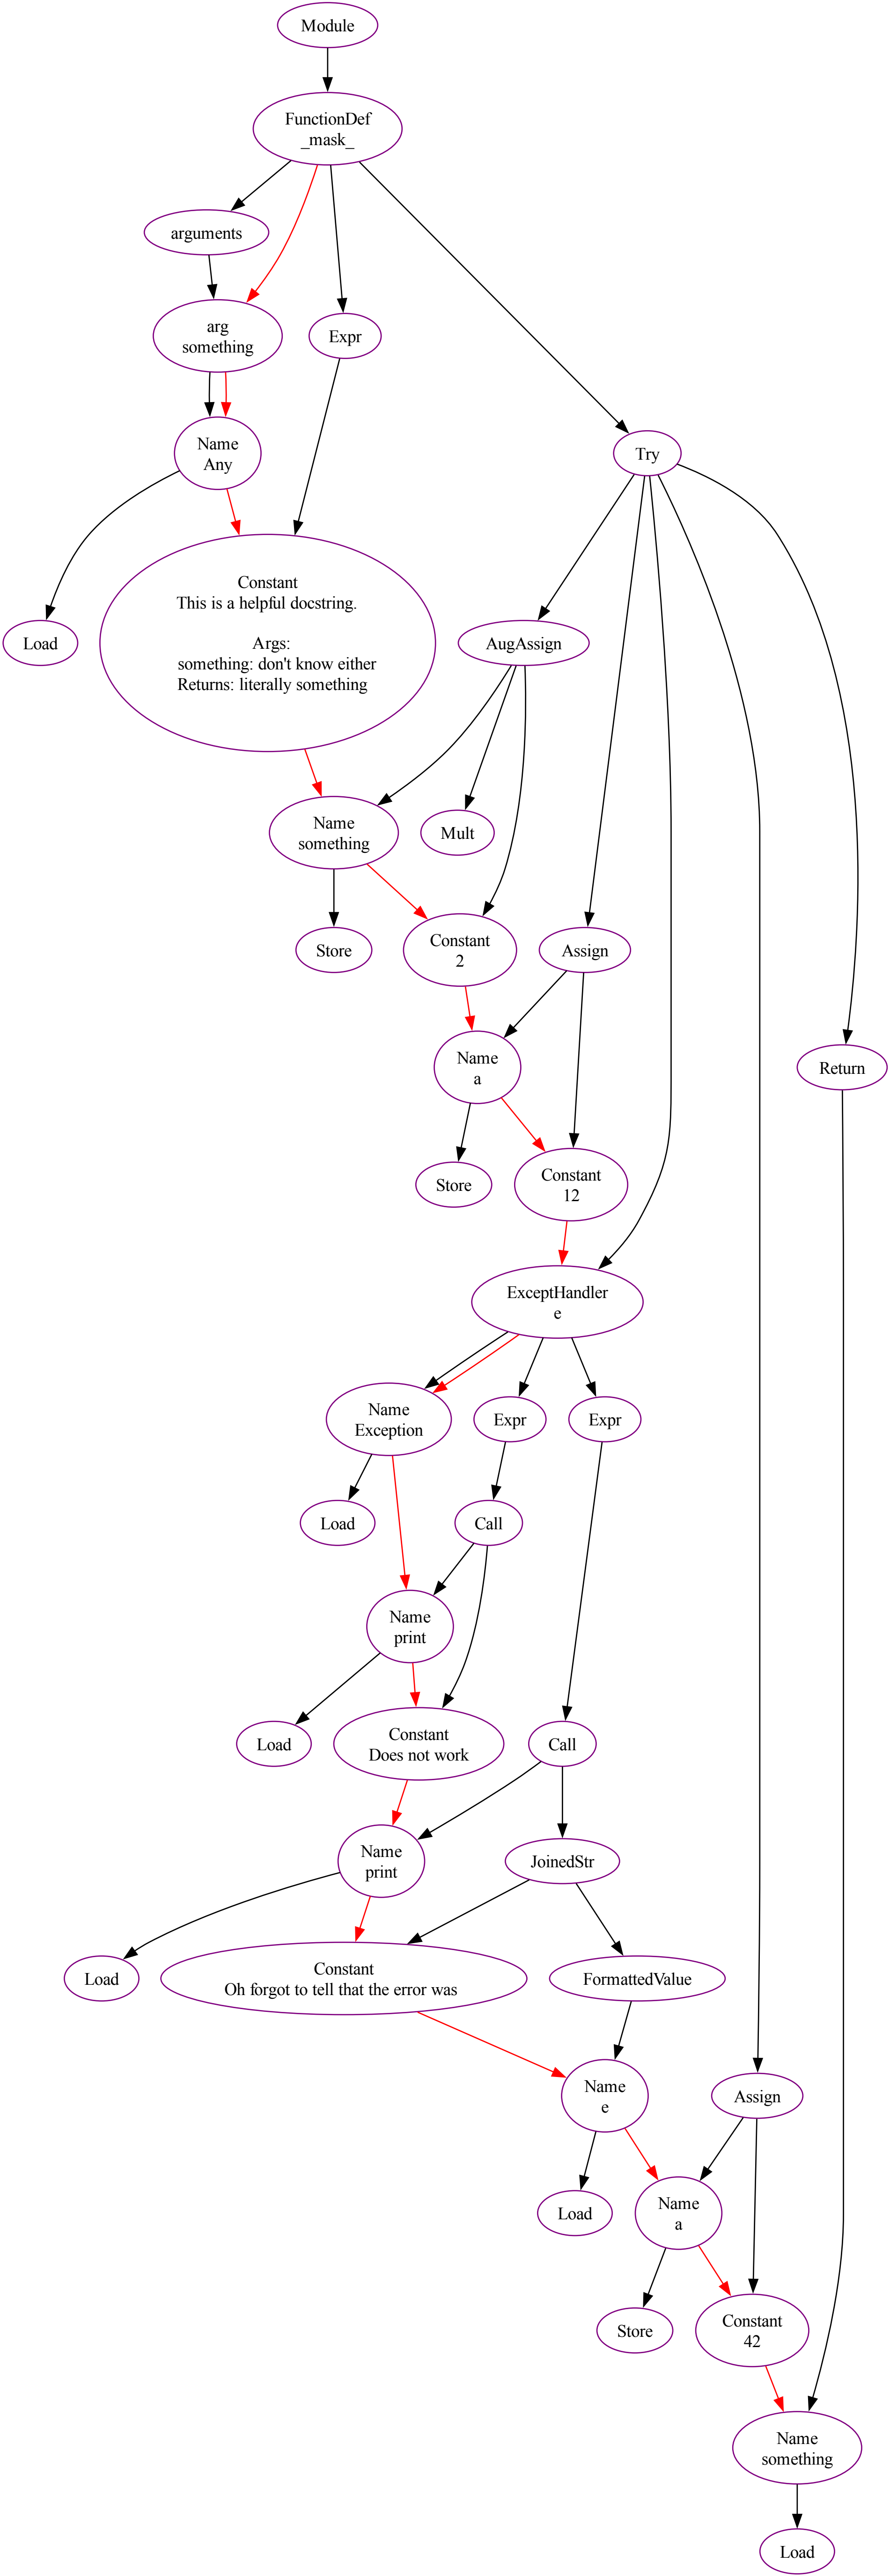 Module
FunctionDef
_mask_
arguments
arg
something
Expr
Name
Any
Try
Load
Constant
This is a helpful docstring.
Args:
something: don't know either
Returns: literally something
AugAssign
Name
something
Mult
Store
Constant
2
Assign
Name
a
Return
Store
Constant
12
ExceptHandler
e
Name
Exception
Expr
Expr
Load
Call
Name
print
Load
Constant
Does not work
Call
Name
print
JoinedStr
Load
Constant
Oh forgot to tell that the error was
FormattedValue
Name
e
Assign
Load
Name
a
Store
Constant
42
Name
something
Load